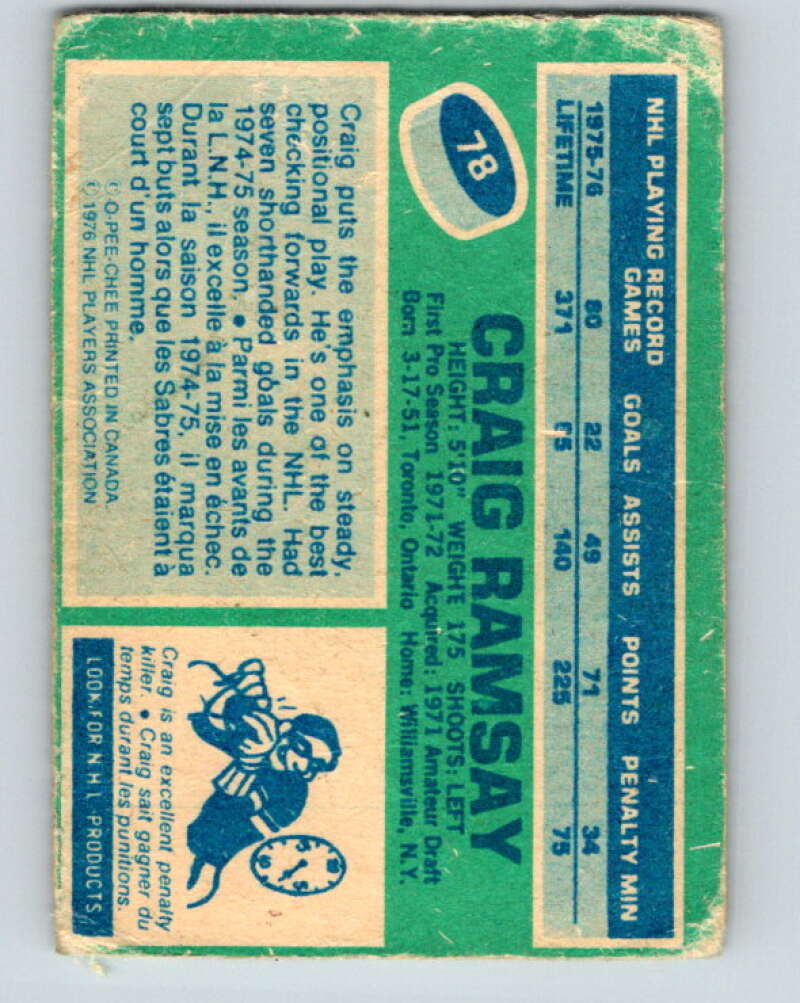 NHL PLAYING RECORD
GAMES GOALS ASSISTS POINTS PENALTY MIN
1975-76 80 22 49 71 34
LIFETIME 371 85 140 225 75
78
CRAIG RAMSAY
HEIGHT: 5'10" WEIGHT 175 SHOOTS: LEFT
First Pro Season 1971-72 Acquired: 1971 Amateur Draft
Born 3-17-51, Toronto, Ontario Home: Williamsville, N.Y.
Craig puts the emphasis on steady,
positional play. He's one of the best
checking forwards in the NHL. Had
seven shorthanded goals during the
1974-75 season. • Parmi les avants de
la L.N.H., il excelle à la mise en échec.
Durant la saison 1974-75, il marqua
sept buts alors que les Sabres étaient à
court d'un homme.
© O-PEE-CHEE PRINTED IN CANADA.
© 1976 NHL PLAYERS ASSOCIATION
Craig is an excellent penalty
killer. • Craig sait gagner du
temps durant les punitions.
LOOK FOR N.H.L. PRODUCTS